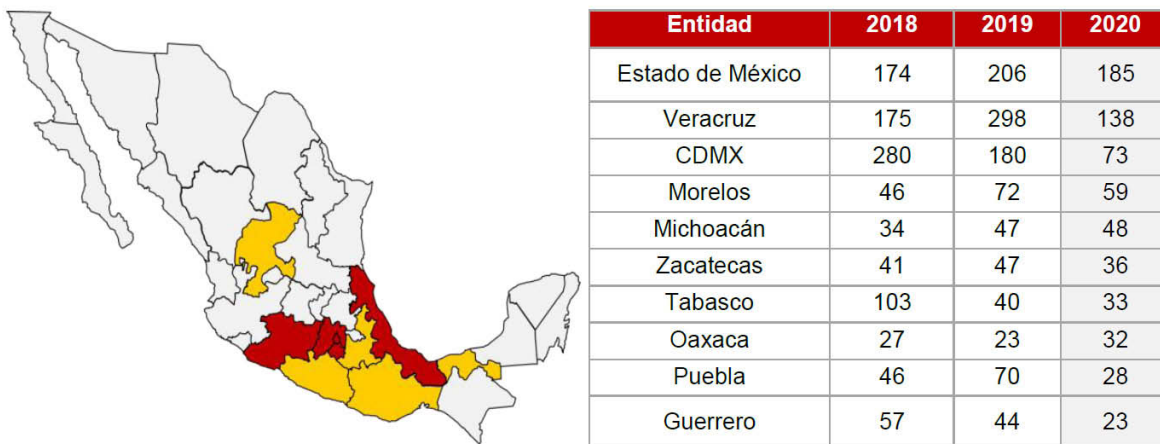 Entidad 2018 2019 2020
Estado de México 174 206 185
Veracruz 175 298 138
CDMX 280 180 73
Morelos 46 72 59
Michoacán 34 47 48
Zacatecas 41 47 36
Tabasco 103 40 33
Oaxaca 27 23 32
Puebla 46 70 28
Guerrero 57 44 23